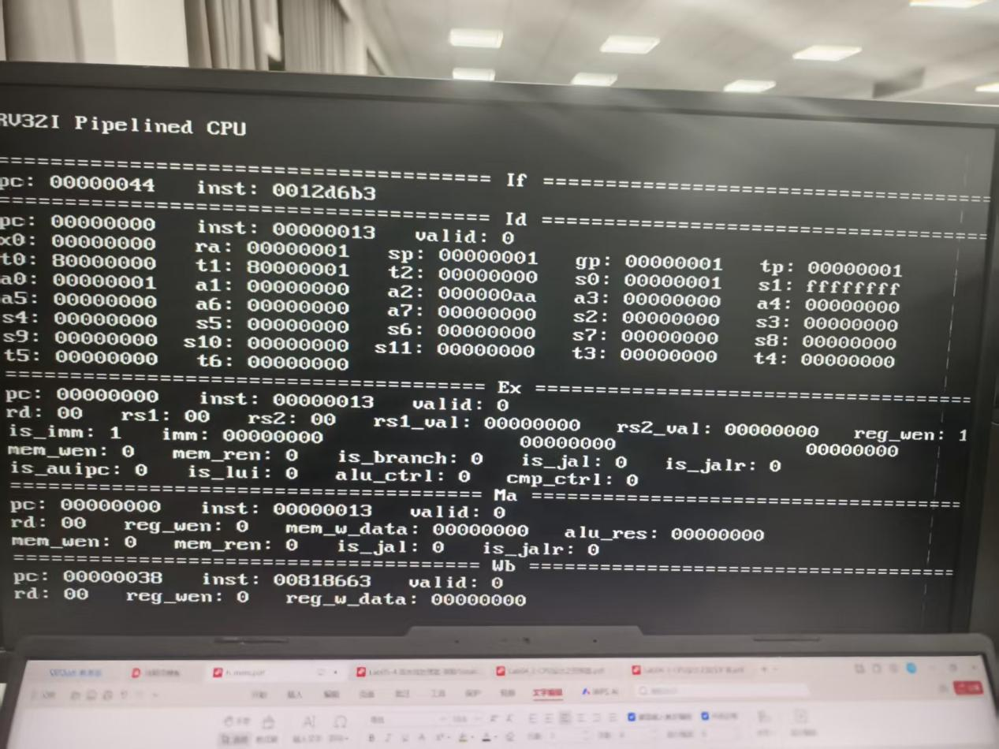 RV32I Pipelined CPU
===================================== If =====================================
pc: 00000044 inst: 0012d6b3
===================================== Id =====================================
pc: 00000000 inst: 00000013 valid: 0
x0: 00000000 ra: 00000001 sp: 00000001 gp: 00000001 tp: 00000001
t0: 80000000 t1: 80000001 t2: 00000000 s0: 00000001 s1: ffffffff
a0: 00000001 a1: 00000000 a2: 000000aa a3: 00000000 a4: 00000000
a5: 00000000 a6: 00000000 a7: 00000000 s2: 00000000 s3: 00000000
s4: 00000000 s5: 00000000 s6: 00000000 s7: 00000000 s8: 00000000
s9: 00000000 s10: 00000000 s11: 00000000 t3: 00000000 t4: 00000000
t5: 00000000 t6: 00000000
===================================== Ex =====================================
pc: 00000000 inst: 00000013 valid: 0
rd: 00 rs1: 00 rs2: 00 rs1_val: 00000000 rs2_val: 00000000 reg_wen: 1
is_imm: 1 imm: 00000000 00000000 00000000
mem_wen: 0 mem_ren: 0 is_branch: 0 is_jal: 0 is_jalr: 0
is_auipc: 0 is_lui: 0 alu_ctrl: 0 cmp_ctrl: 0
===================================== Ma =====================================
pc: 00000000 inst: 00000013 valid: 0
rd: 00 reg_wen: 0 mem_w_data: 00000000 alu_res: 00000000
mem_wen: 0 mem_ren: 0 is_jal: 0 is_jalr: 0
===================================== Wb =====================================
pc: 00000038 inst: 00818663 valid: 0
rd: 00 reg_wen: 0 reg_w_data: 00000000
文字编辑 WPS AI